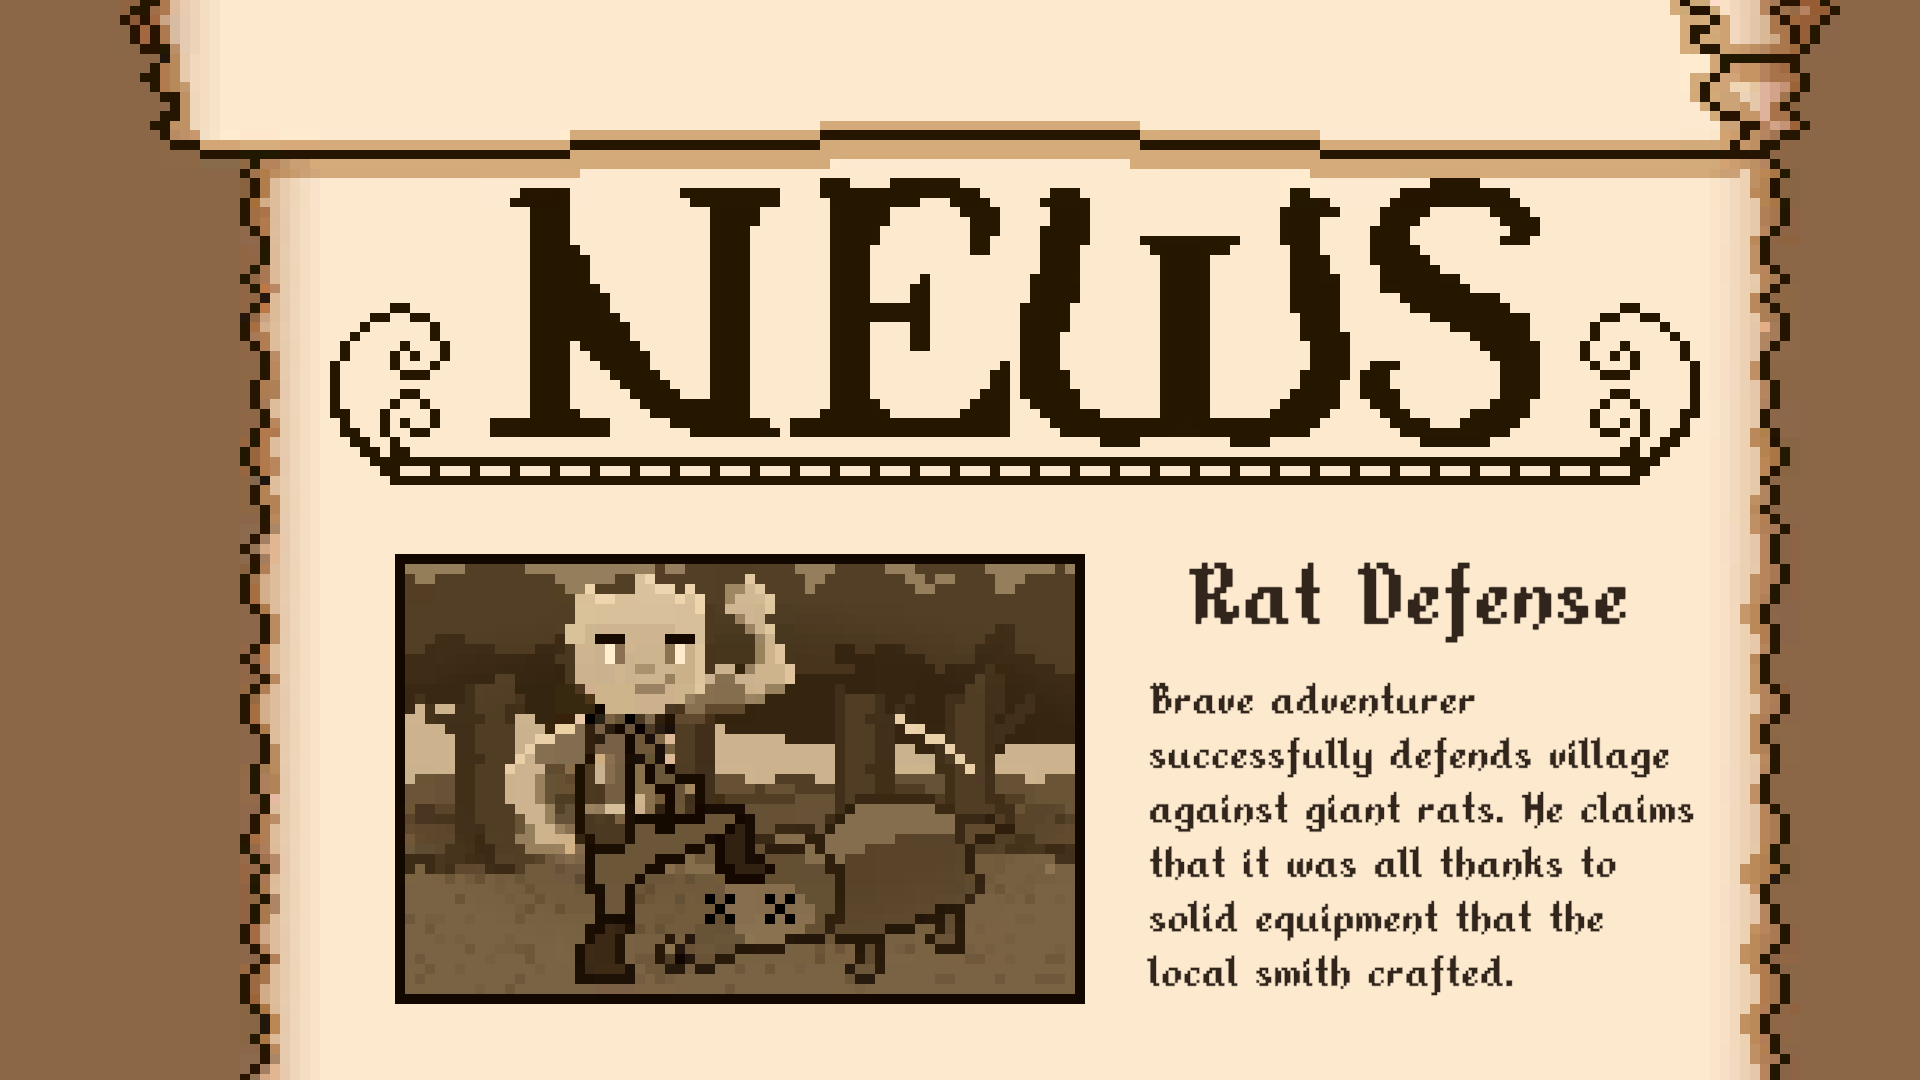 NEWS
Rat Defense
Brave adventurer
successfully defends village
against giant rats. He claims
that it was all thanks to
solid equipment that the
local smith crafted.